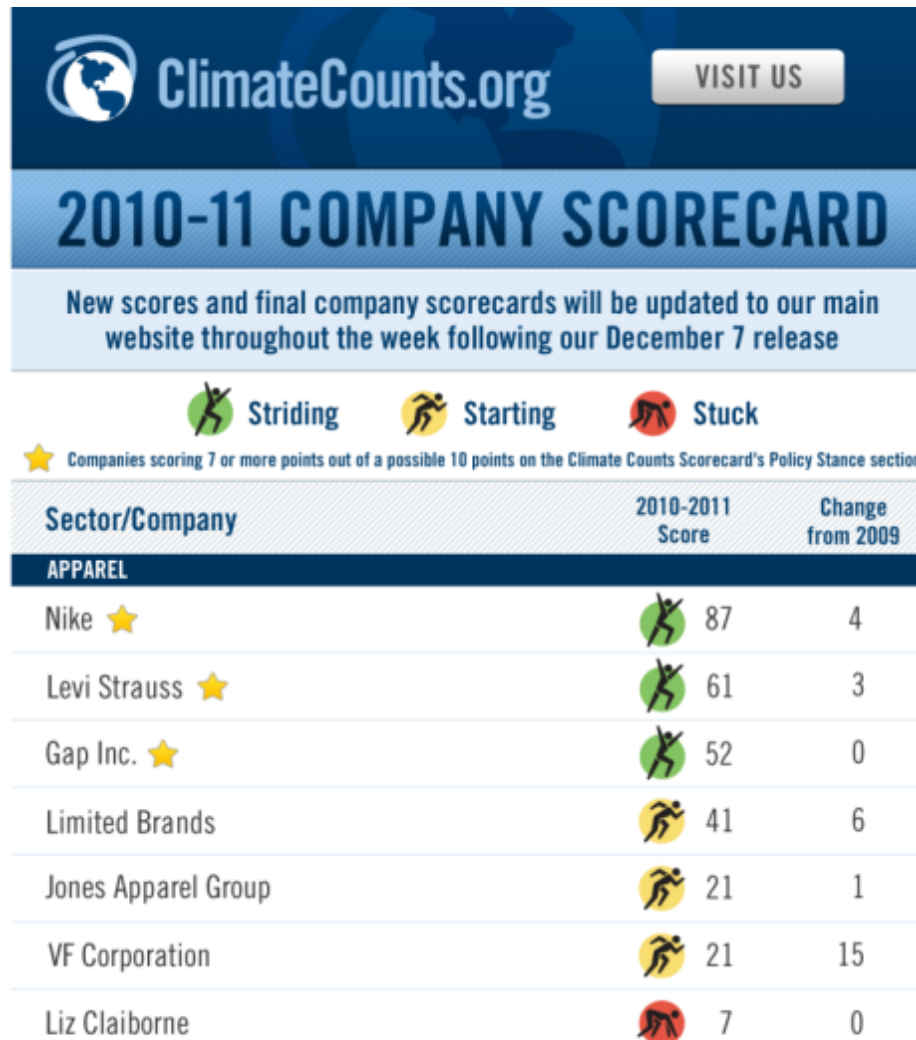 ClimateCounts.org
VISIT US
2010-11 COMPANY SCORECARD
New scores and final company scorecards will be updated to our main
website throughout the week following our December 7 release
Striding Starting Stuck
Companies scoring 7 or more points out of a possible 10 points on the Climate Counts Scorecard's Policy Stance section
Sector/Company 2010-2011 Score Change from 2009
APPAREL
Nike 87 4
Levi Strauss 61 3
Gap Inc. 52 0
Limited Brands 41 6
Jones Apparel Group 21 1
VF Corporation 21 15
Liz Claiborne 7 0